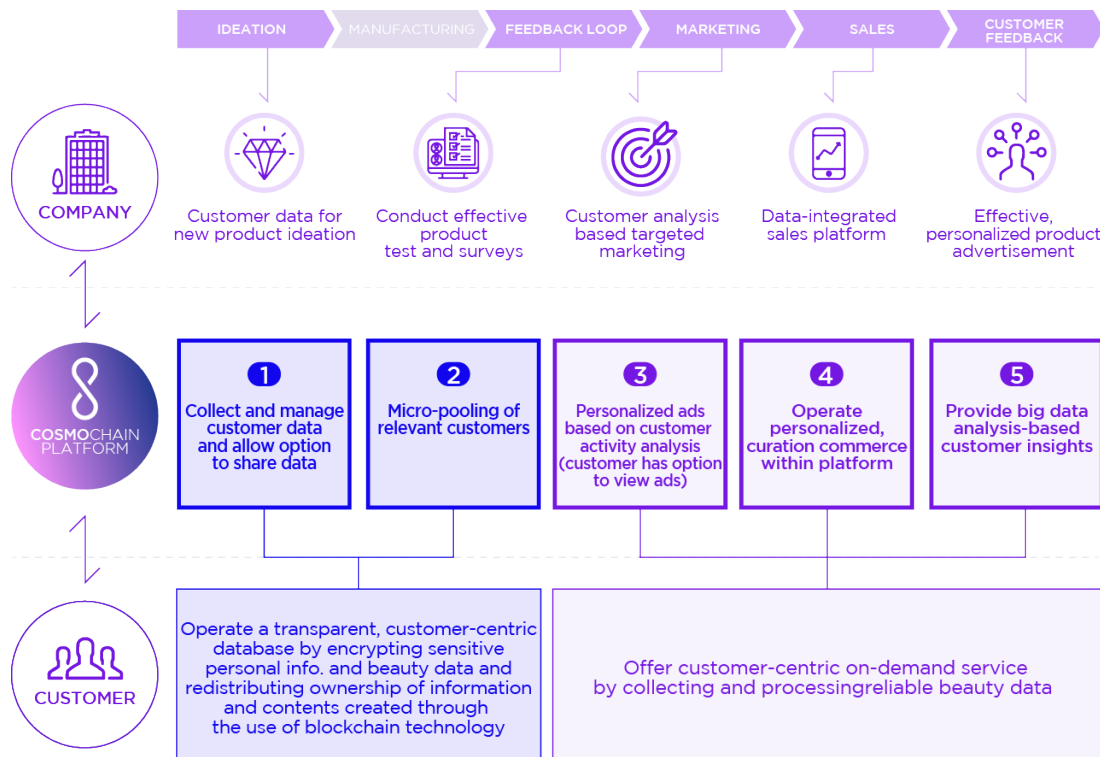 IDEATION
MANUFACTURING
FEEDBACK LOOP
MARKETING
SALES
CUSTOMER
FEEDBACK
COMPANY
Customer data for
new product ideation
Conduct effective
product
test and surveys
Customer analysis
based targeted
marketing
Data-integrated
sales platform
Effective,
personalized product
advertisement
COSMOCHAIN
PLATFORM
1
Collect and manage
customer data
and allow option
to share data
2
Micro-pooling of
relevant customers
3
Personalized ads
based on customer
activity analysis
(customer has option
to view ads)
4
Operate
personalized,
curation commerce
within platform
5
Provide big data
analysis-based
customer insights
CUSTOMER
Operate a transparent, customer-centric
database by encrypting sensitive
personal info. and beauty data and
redistributing ownership of information
and contents created through
the use of blockchain technology
Offer customer-centric on-demand service
by collecting and processingreliable beauty data